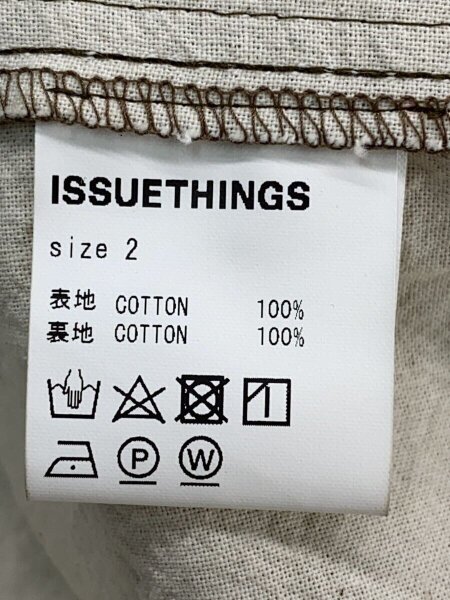 ISSUETHINGS
size 2
表地 COTTON 100%
裏地 COTTON 100%
P W